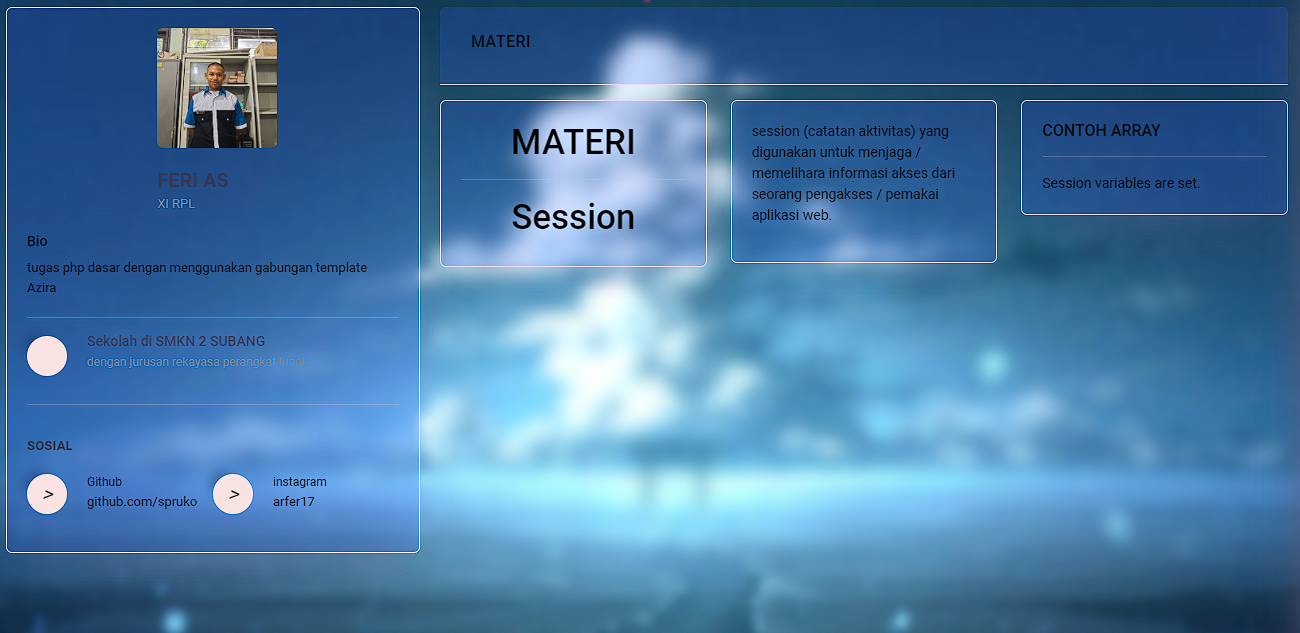 FERI AS
XI RPL
Bio
tugas php dasar dengan menggunakan gabungan template
Azira
Sekolah di SMKN 2 SUBANG
dengan jurusan rekayasa perangkat lunak
SOSIAL
>
Github
github.com/spruko
>
instagram
arfer17
MATERI
MATERI
Session
session (catatan aktivitas) yang
digunakan untuk menjaga /
memelihara informasi akses dari
seorang pengakses / pemakai
aplikasi web.
CONTOH ARRAY
Session variables are set.